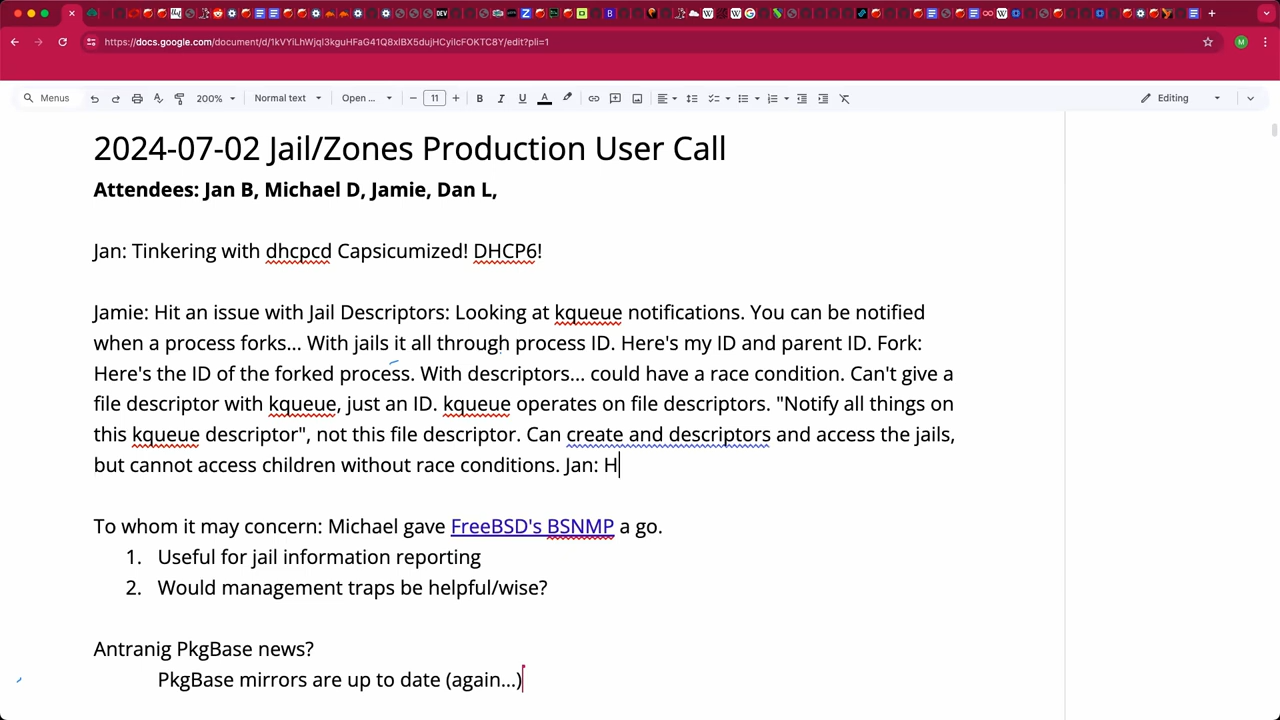 https://docs.google.com/document/d/1kVYiLhWjql3kguHFaG41Q8xlBX5dujHCyiIcFOKTC8Y/edit?pli=1
Menus 200% Normal text Open ... 11 B I U A Editing
2024-07-02 Jail/Zones Production User Call
Attendees: Jan B, Michael D, Jamie, Dan L,
Jan: Tinkering with dhcpcd Capsicumized! DHCP6!
Jamie: Hit an issue with Jail Descriptors: Looking at kqueue notifications. You can be notified
when a process forks... With jails it all through process ID. Here's my ID and parent ID. Fork:
Here's the ID of the forked process. With descriptors... could have a race condition. Can't give a
file descriptor with kqueue, just an ID. kqueue operates on file descriptors. "Notify all things on
this kqueue descriptor", not this file descriptor. Can create and descriptors and access the jails,
but cannot access children without race conditions. Jan: H
To whom it may concern: Michael gave FreeBSD's BSNMP a go.
1. Useful for jail information reporting
2. Would management traps be helpful/wise?
Antranig PkgBase news?
PkgBase mirrors are up to date (again...)